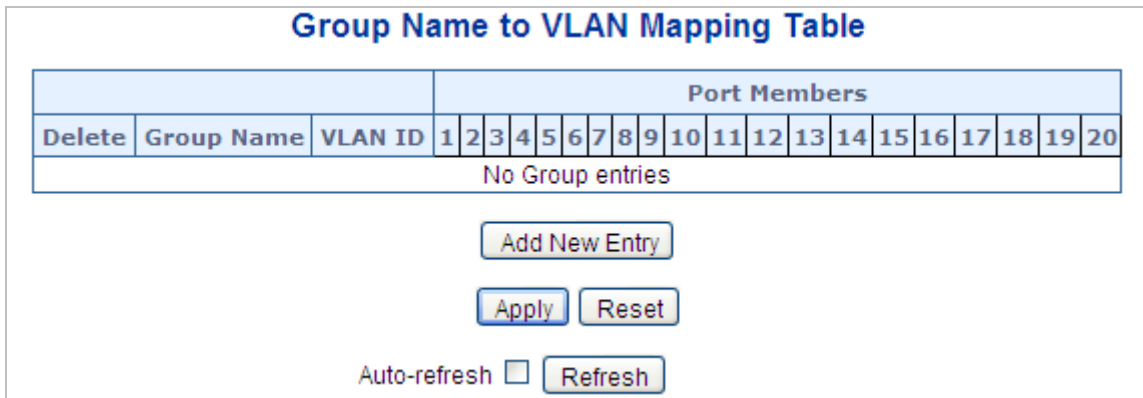 Group Name to VLAN Mapping Table
Port Members
Delete Group Name VLAN ID 1 2 3 4 5 6 7 8 9 10 11 12 13 14 15 16 17 18 19 20
No Group entries
Add New Entry
Apply Reset
Auto-refresh Refresh